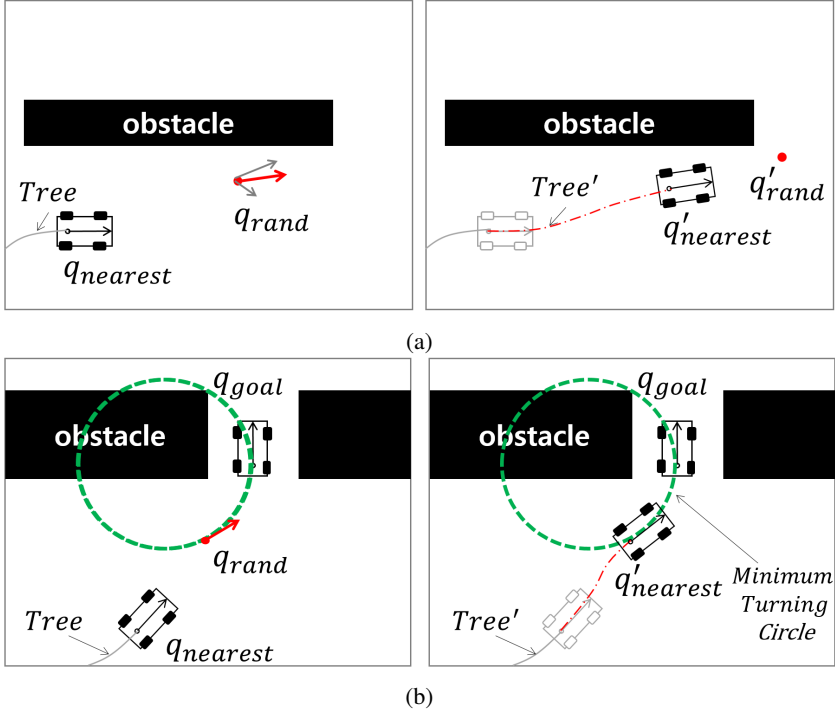 obstacle
Tree
q_rand
q_nearest
obstacle
Tree′
q′_rand
q′_nearest
(a)
q_goal
obstacle
q_rand
Tree
q_nearest
q_goal
obstacle
q′_nearest
Minimum
Turning
Circle
Tree′
(b)